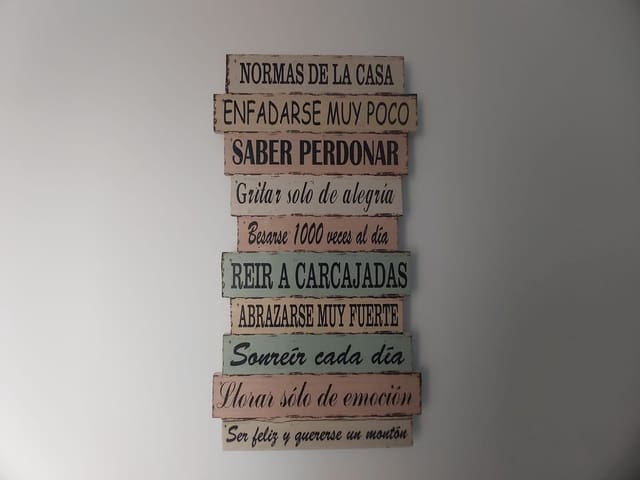 NORMAS DE LA CASA
ENFADARSE MUY POCO
SABER PERDONAR
Gritar solo de alegría
Besarse 1000 veces al día
REIR A CARCAJADAS
ABRAZARSE MUY FUERTE
Sonreír cada día
Llorar sólo de emoción
Ser feliz y quererse un montón